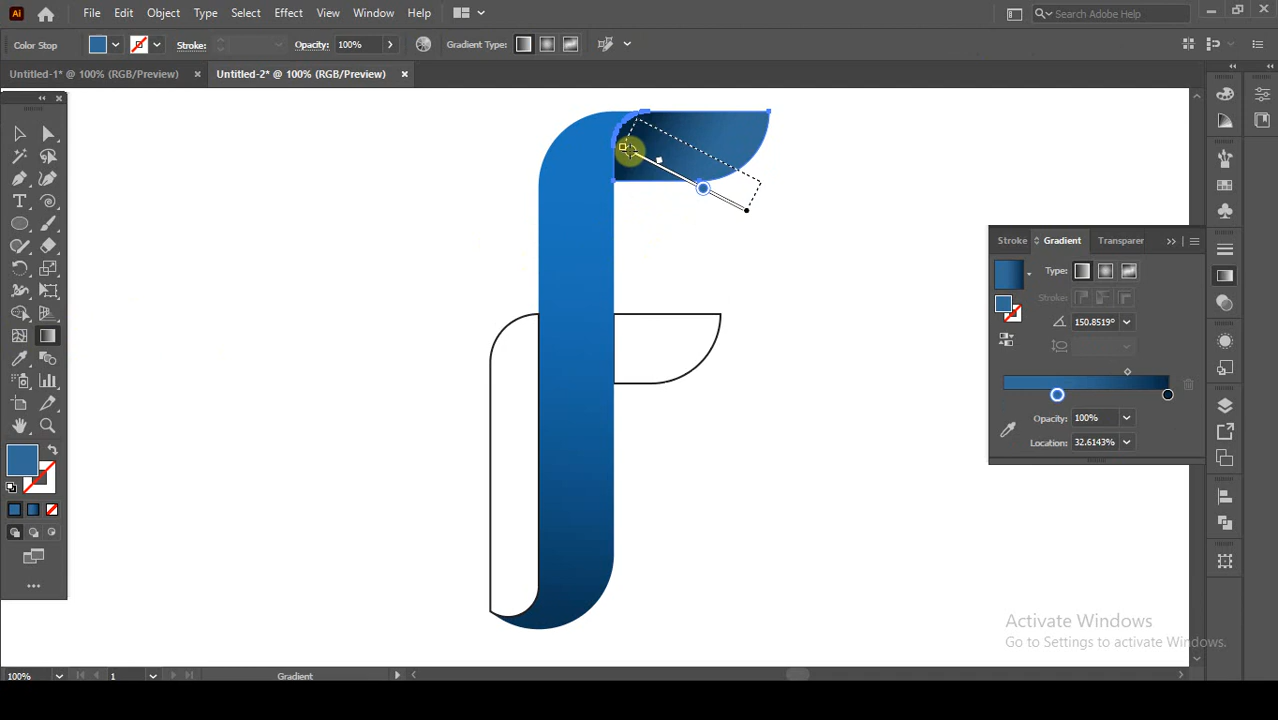 Ai File Edit Object Type Select Effect View Window Help Search Adobe Help
Color Stop Stroke: Opacity: 100% Gradient Type:
Untitled-1* @ 100% (RGB/Preview) × Untitled-2* @ 100% (RGB/Preview) ×
Stroke Gradient Transparer
Type:
Stroke:
150.8519°
Opacity: 100%
Location: 32.6143%
Activate Windows
Go to Settings to activate Windows.
100% 1 Gradient